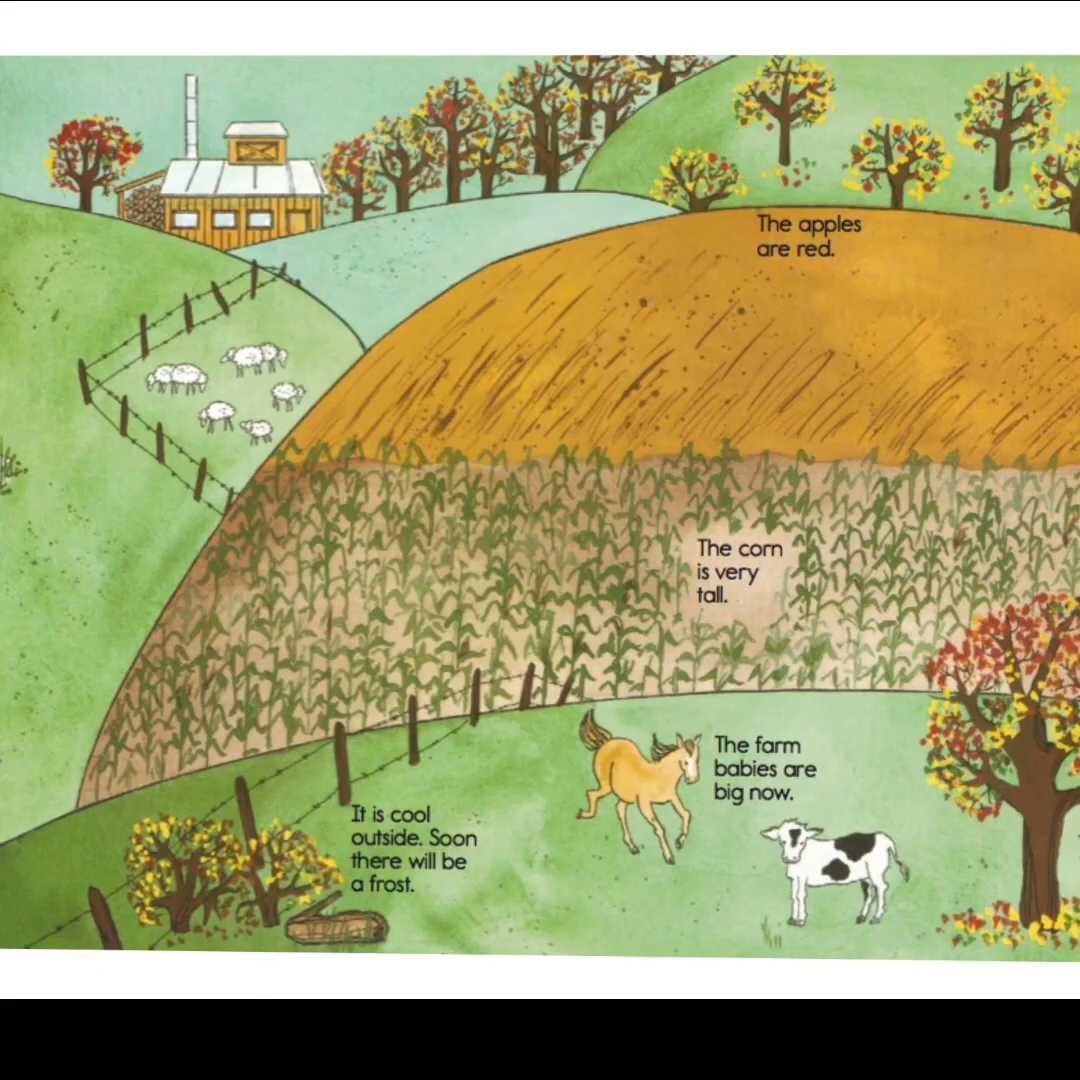 The apples
are red.
The corn
is very
tall.
The farm
babies are
big now.
It is cool
outside. Soon
there will be
a frost.